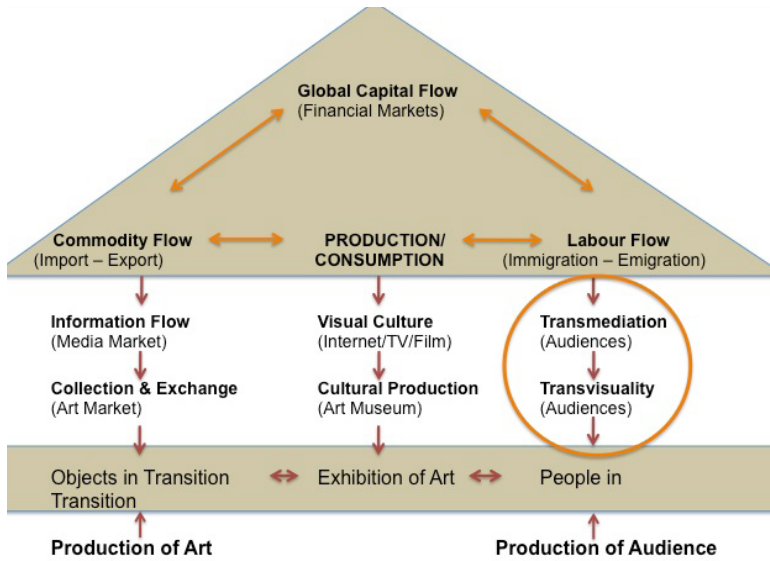 Global Capital Flow
(Financial Markets)
Commodity Flow
(Import – Export)
PRODUCTION/
CONSUMPTION
Labour Flow
(Immigration – Emigration)
Information Flow
(Media Market)
Visual Culture
(Internet/TV/Film)
Transmediation
(Audiences)
Collection & Exchange
(Art Market)
Cultural Production
(Art Museum)
Transvisuality
(Audiences)
Objects in Transition
Exhibition of Art
People in
Transition
Production of Art
Production of Audience